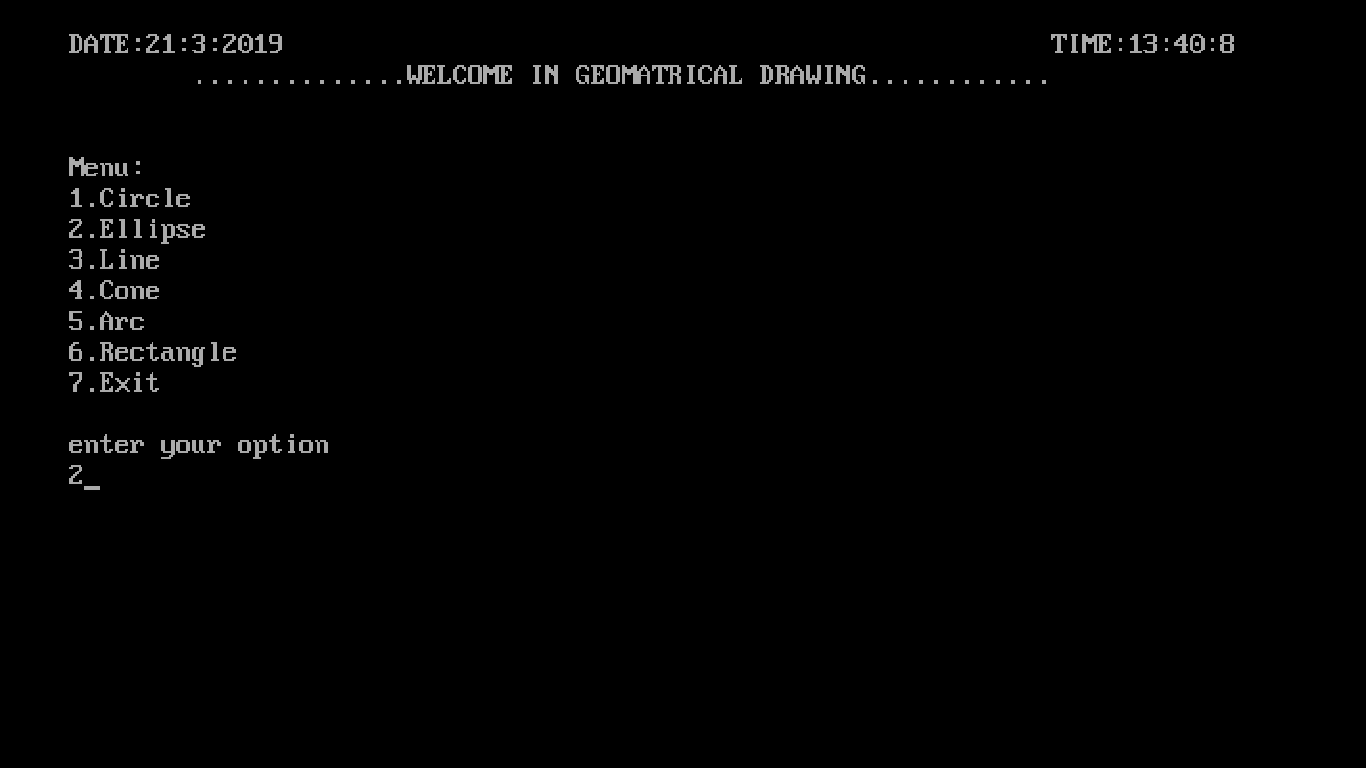 DATE:21:3:2019 TIME:13:40:8
..............WELCOME IN GEOMATRICAL DRAWING............
Menu:
1.Circle
2.Ellipse
3.Line
4.Cone
5.Arc
6.Rectangle
7.Exit
enter your option
2_